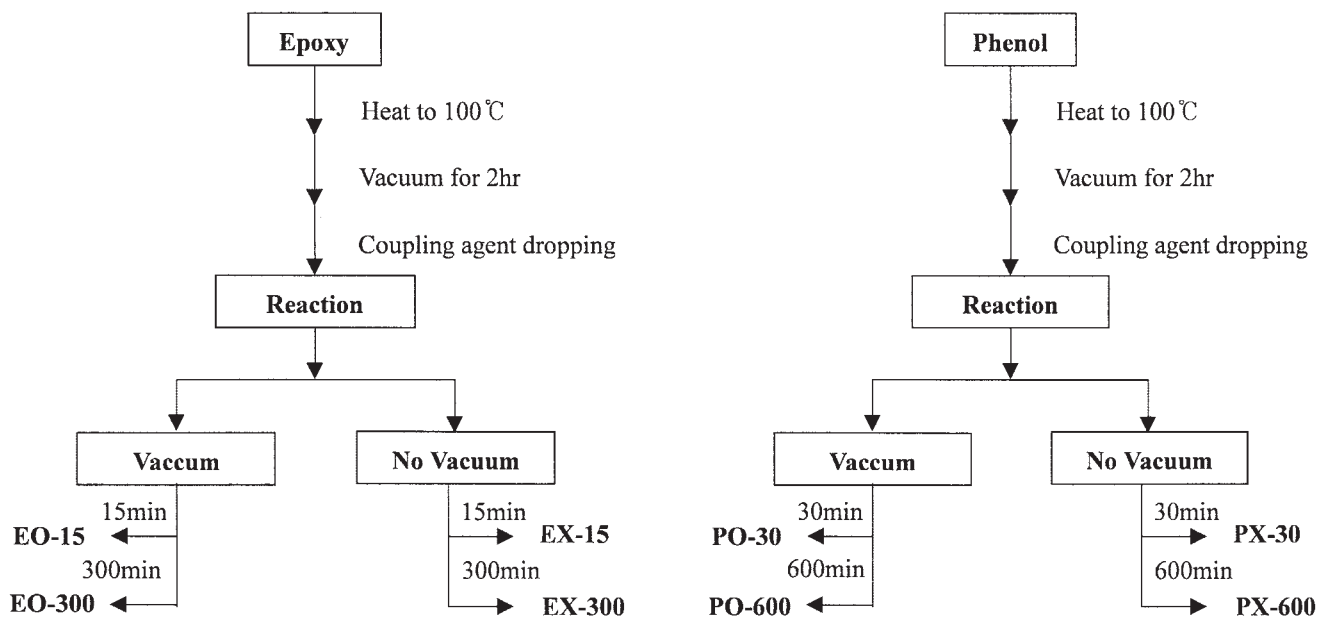 Epoxy
Heat to 100℃
Vacuum for 2hr
Coupling agent dropping
Reaction
Vaccum
No Vacuum
15min
EO-15
300min
EO-300
15min
EX-15
300min
EX-300
Phenol
Heat to 100℃
Vacuum for 2hr
Coupling agent dropping
Reaction
Vaccum
No Vacuum
30min
PO-30
600min
PO-600
30min
PX-30
600min
PX-600